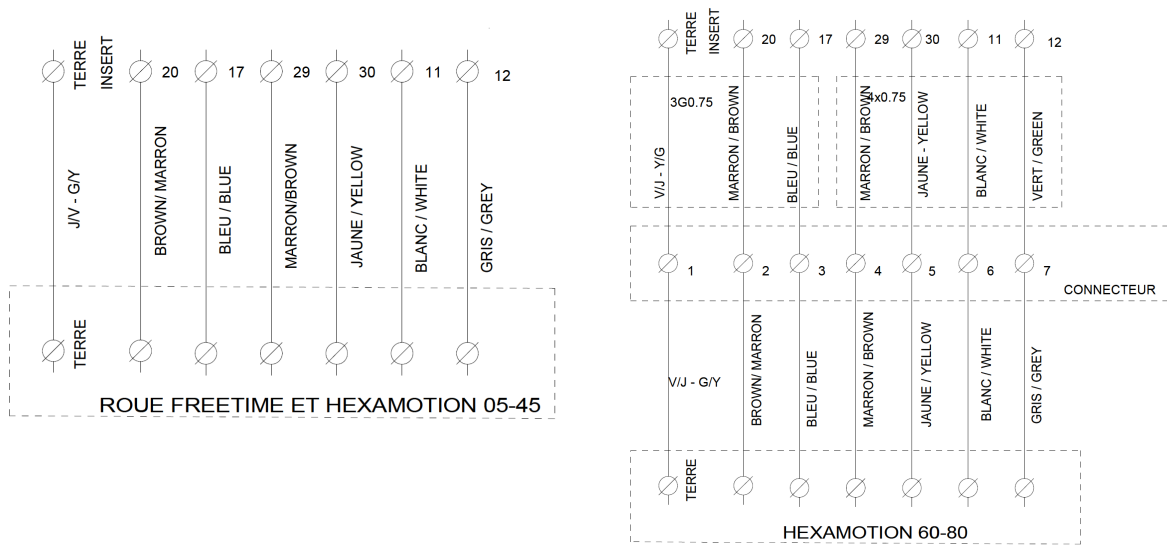 TERRE
INSERT
20
17
29
30
11
12
J/V - G/Y
BROWN/ MARRON
BLEU / BLUE
MARRON/BROWN
JAUNE / YELLOW
BLANC / WHITE
GRIS / GREY
TERRE
ROUE FREETIME ET HEXAMOTION 05-45
TERRE
INSERT
20
17
29
30
11
12
3G0.75
4x0.75
V/J - Y/G
MARRON / BROWN
BLEU / BLUE
MARRON / BROWN
JAUNE - YELLOW
BLANC / WHITE
VERT / GREEN
1
2
3
4
5
6
7
CONNECTEUR
V/J - G/Y
BROWN/ MARRON
BLEU / BLUE
MARRON / BROWN
JAUNE / YELLOW
BLANC / WHITE
GRIS / GREY
TERRE
HEXAMOTION 60-80